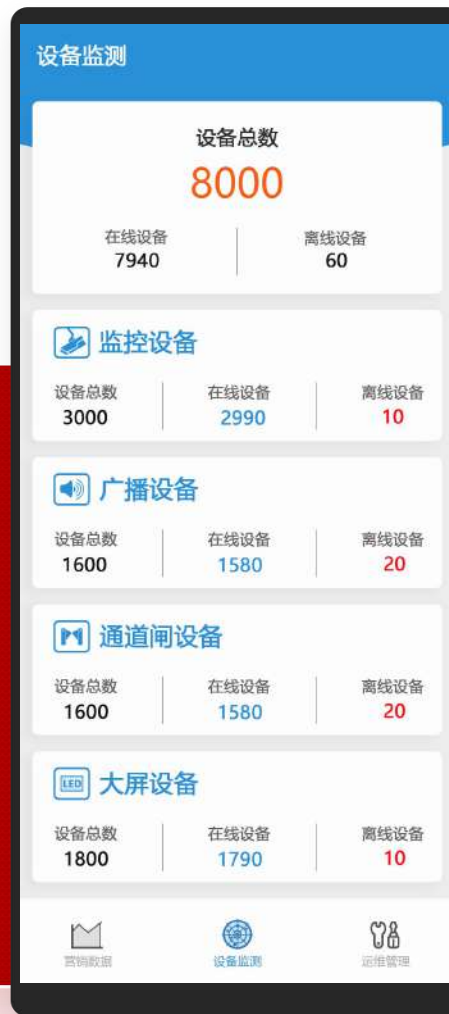 设备监测
设备总数
8000
在线设备 离线设备
7940 60
监控设备
设备总数 在线设备 离线设备
3000 2990 10
广播设备
设备总数 在线设备 离线设备
1600 1580 20
通道闸设备
设备总数 在线设备 离线设备
1600 1580 20
LED 大屏设备
设备总数 在线设备 离线设备
1800 1790 10
营销数据 设备监测 运维管理